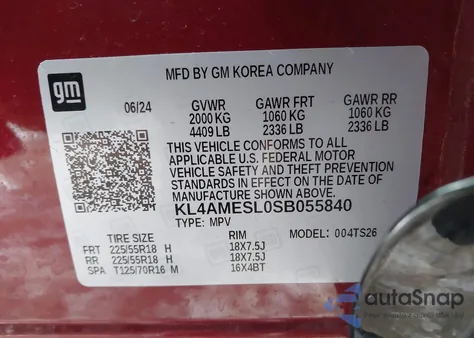 gm
MFD BY GM KOREA COMPANY
06/24 GVWR GAWR FRT GAWR RR
2000 KG 1060 KG 1060 KG
4409 LB 2336 LB 2336 LB
THIS VEHICLE CONFORMS TO ALL
APPLICABLE U.S. FEDERAL MOTOR
VEHICLE SAFETY AND THEFT
PREVENTION STANDARDS IN EFFECT
ON THE DATE OF MANUFACTURE
SHOWN ABOVE.
KL4AMESL0SB055840
TYPE: MPV MODEL: 004TS26
TIRE SIZE RIM
FRT 225/55R18 H 18X7.5J
RR 225/55R18 H 18X7.5J
SPA T125/70R16 M 16X4BT
autoSnap